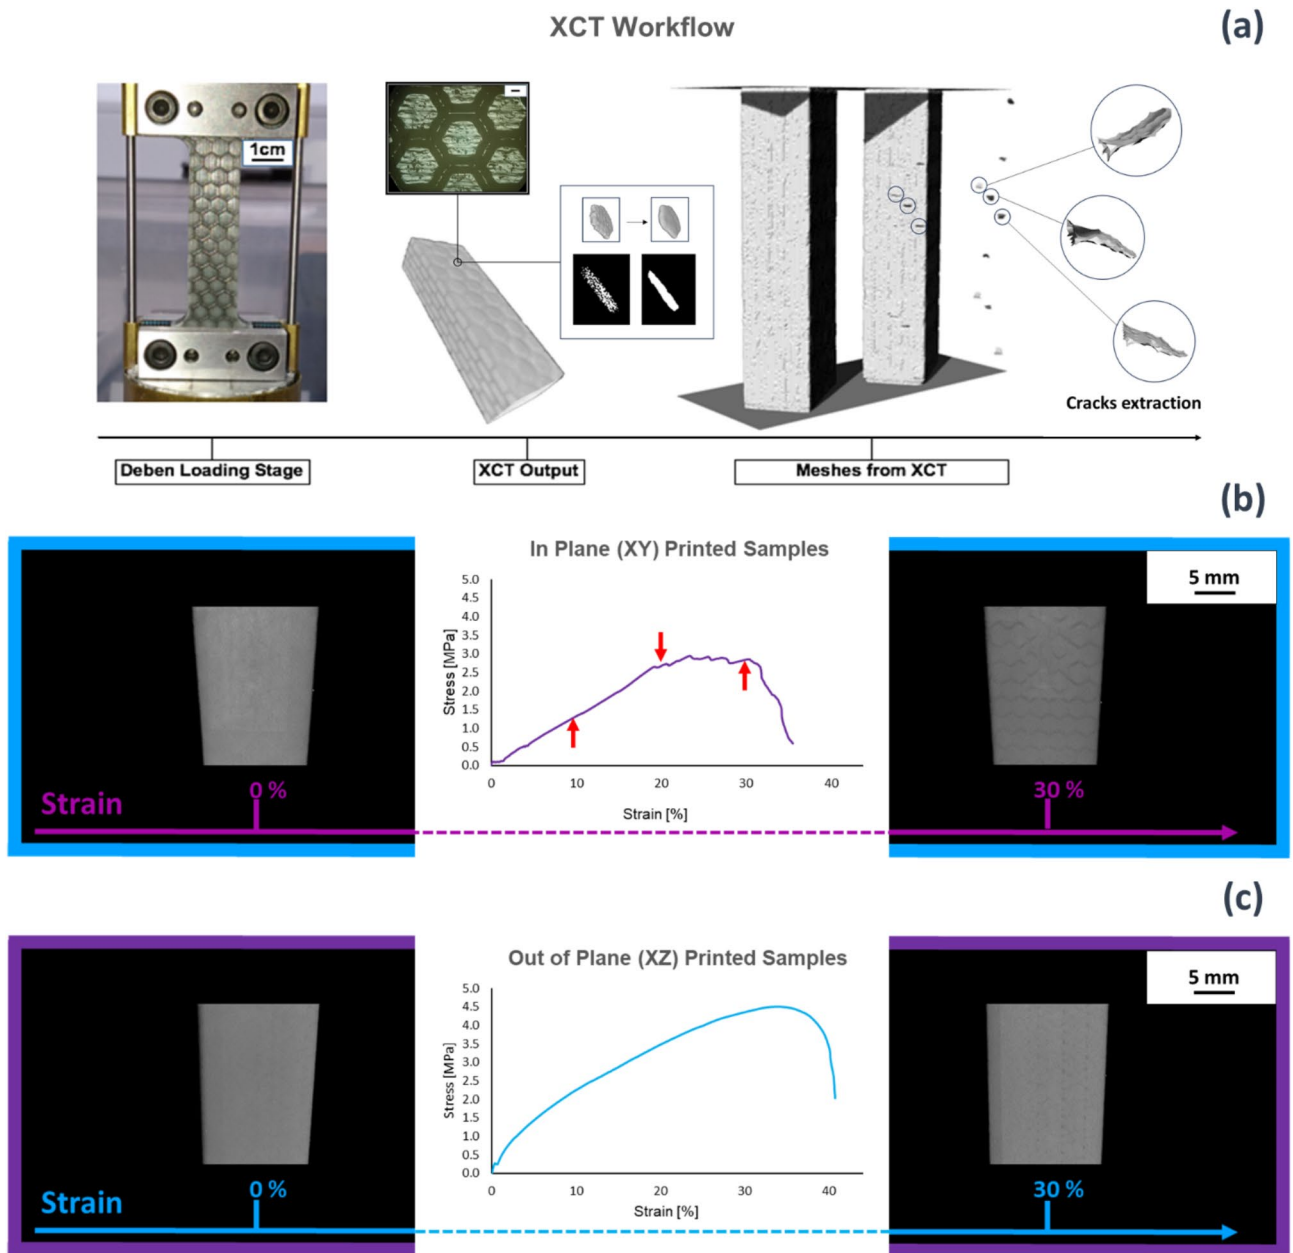 XCT Workflow
(a)
1cm
Cracks extraction
Deben Loading Stage
XCT Output
Meshes from XCT
(b)
In Plane (XY) Printed Samples
5.0
4.5
4.0
3.5
3.0
2.5
2.0
1.5
1.0
0.5
0.0
Stress [MPa]
0
10
20
30
40
Strain [%]
5 mm
Strain
0 %
30 %
(c)
Out of Plane (XZ) Printed Samples
5.0
4.5
4.0
3.5
3.0
2.5
2.0
1.5
1.0
0.5
0.0
Stress [MPa]
0
10
20
30
40
Strain [%]
5 mm
Strain
0 %
30 %